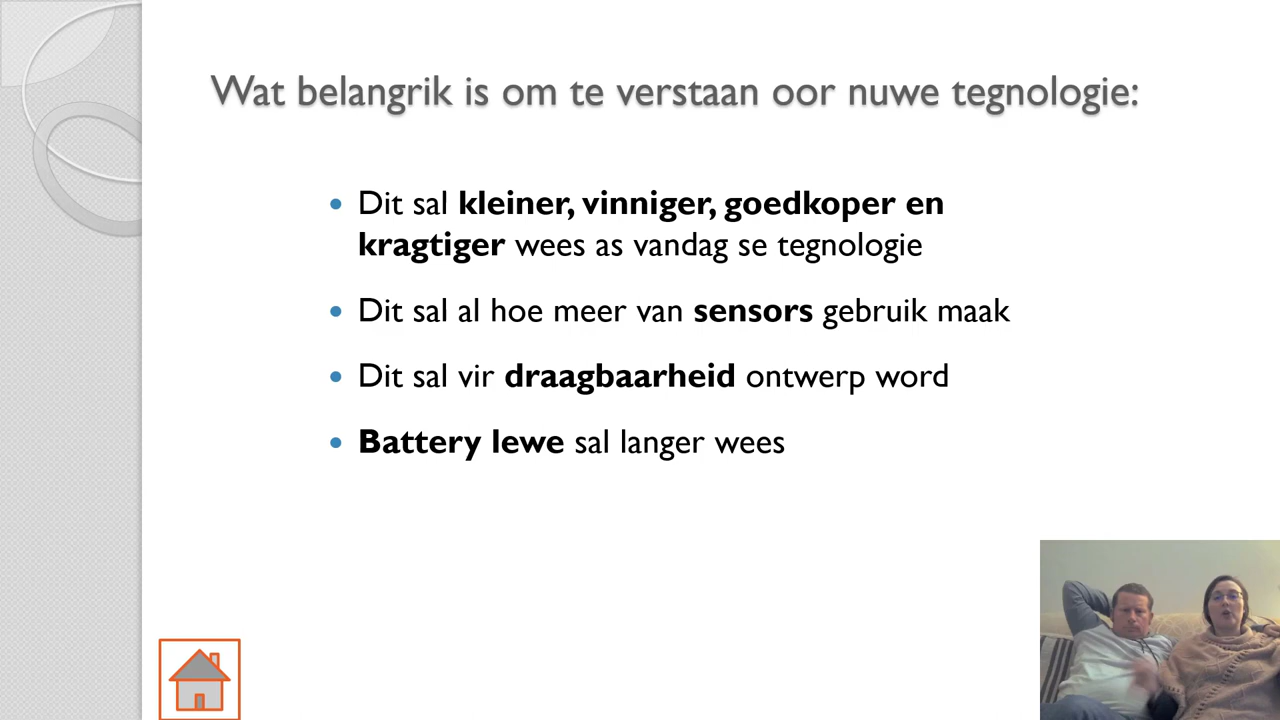 Wat belangrik is om te verstaan oor nuwe tegnologie:
Dit sal kleiner, vinniger, goedkoper en
kragtiger wees as vandag se tegnologie
Dit sal al hoe meer van sensors gebruik maak
Dit sal vir draagbaarheid ontwerp word
Battery lewe sal langer wees